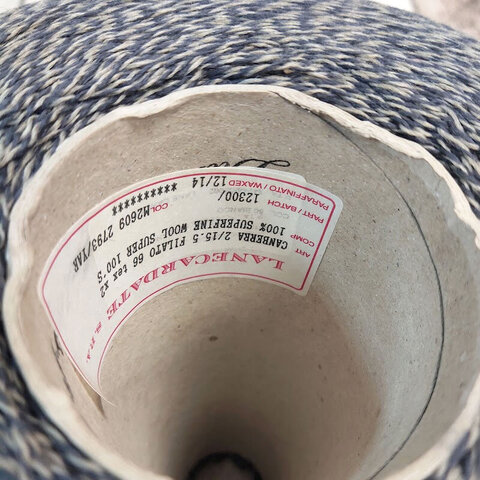 LANECARDATE S.P.A.
ART CANBERRA 2/15.5 FILATO 66 tex x2
COMP 100% SUPERFINE WOOL SUPER 100'S
COL. M2609 2793/YAR
PART / BATCH 12300/ **********
PARAFFINATO / WAXED 12/14